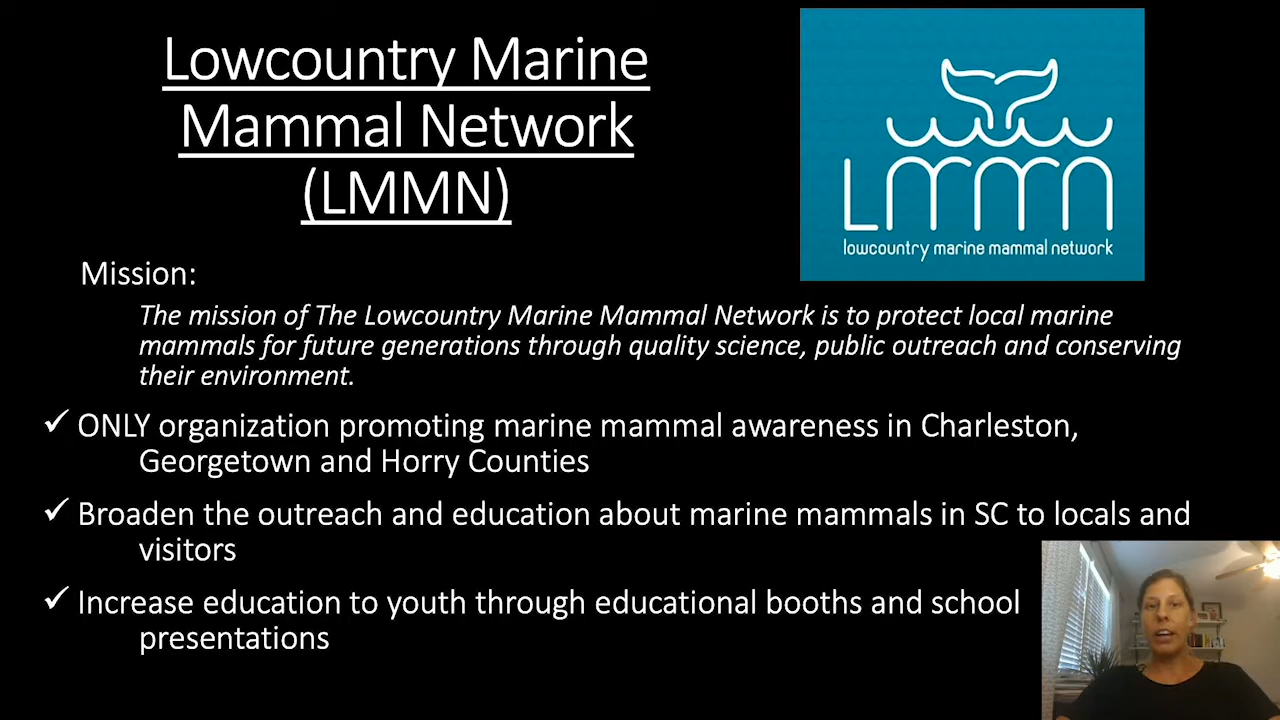 Lowcountry Marine
Mammal Network
(LMMN)
LMMN
lowcountry marine mammal network
Mission:
The mission of The Lowcountry Marine Mammal Network is to protect local marine
mammals for future generations through quality science, public outreach and conserving
their environment.
✓ ONLY organization promoting marine mammal awareness in Charleston,
Georgetown and Horry Counties
✓ Broaden the outreach and education about marine mammals in SC to locals and
visitors
✓ Increase education to youth through educational booths and school
presentations